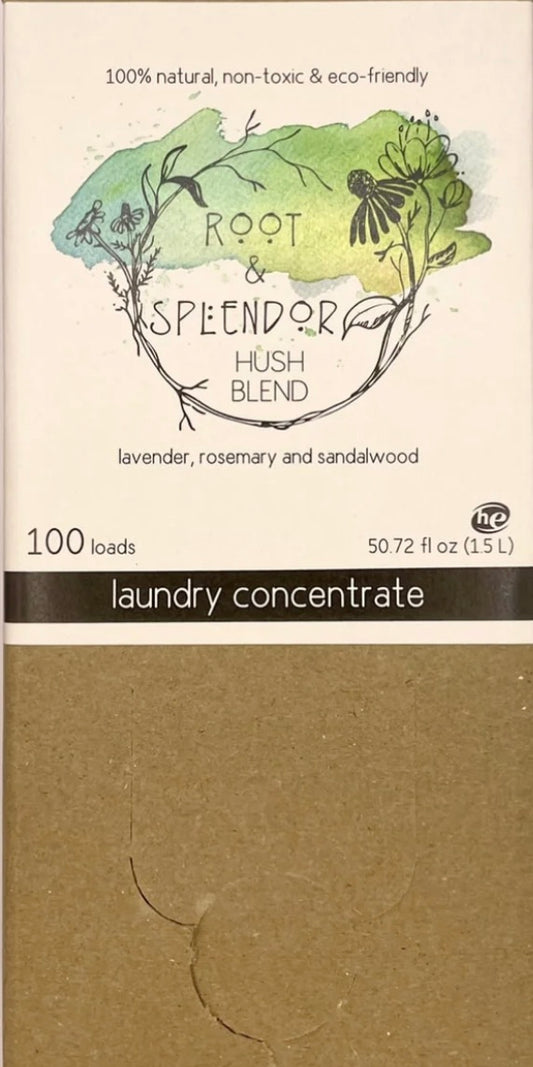 100% natural, non-toxic & eco-friendly
ROOT
&
SPLENDOR
HUSH
BLEND
lavender, rosemary and sandalwood
he
100 loads
50.72 fl oz (1.5 L)
laundry concentrate